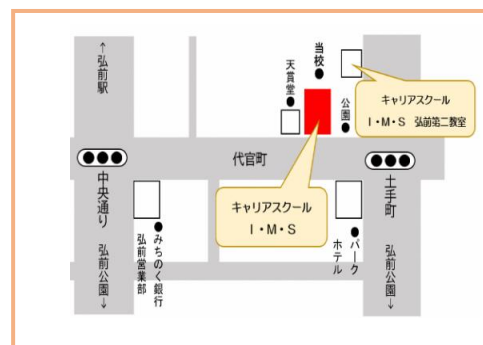 ↑弘前駅
天賞堂
当校
公園
キャリアスクール
I・M・S 弘前第二教室
代官町
中央通り
土手町
キャリアスクール
I・M・S
みちのく銀行
弘前営業部
パーク
ホテル
弘前公園↓
弘前公園↓